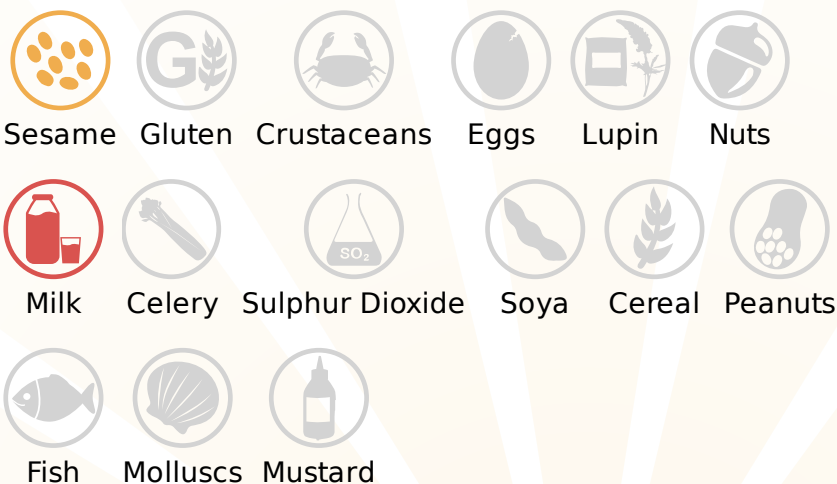 G
Sesame Gluten Crustaceans Eggs Lupin Nuts
SO₂
Milk Celery Sulphur Dioxide Soya Cereal Peanuts
Fish Molluscs Mustard